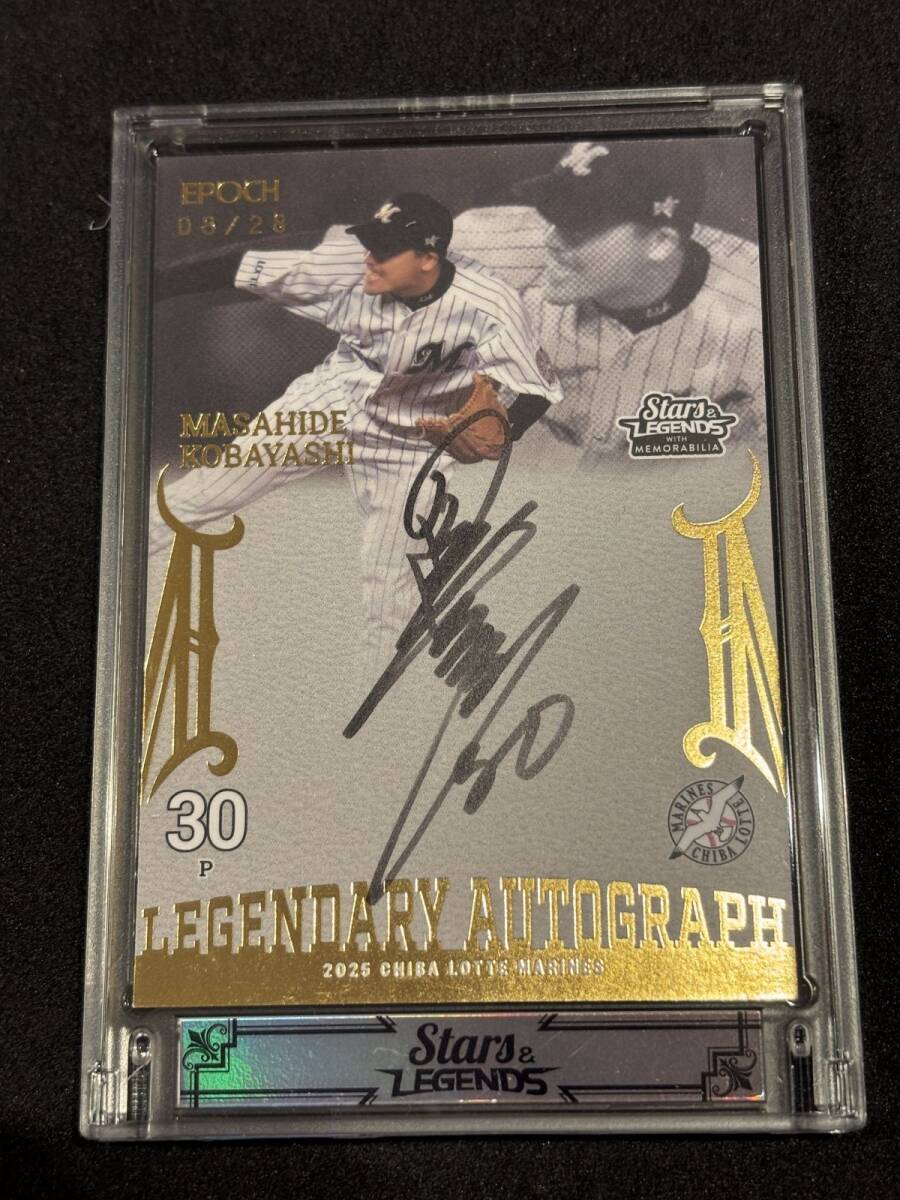 EPOCH
08/28
M
MASAHIDE
KOBAYASHI
Stars &
LEGENDS
WITH
MEMORABILIA
30
30
P
MARINES
CHIBA LOTTE
LEGENDARY AUTOGRAPH
2025 CHIBA LOTTE MARINES
Stars &
LEGENDS